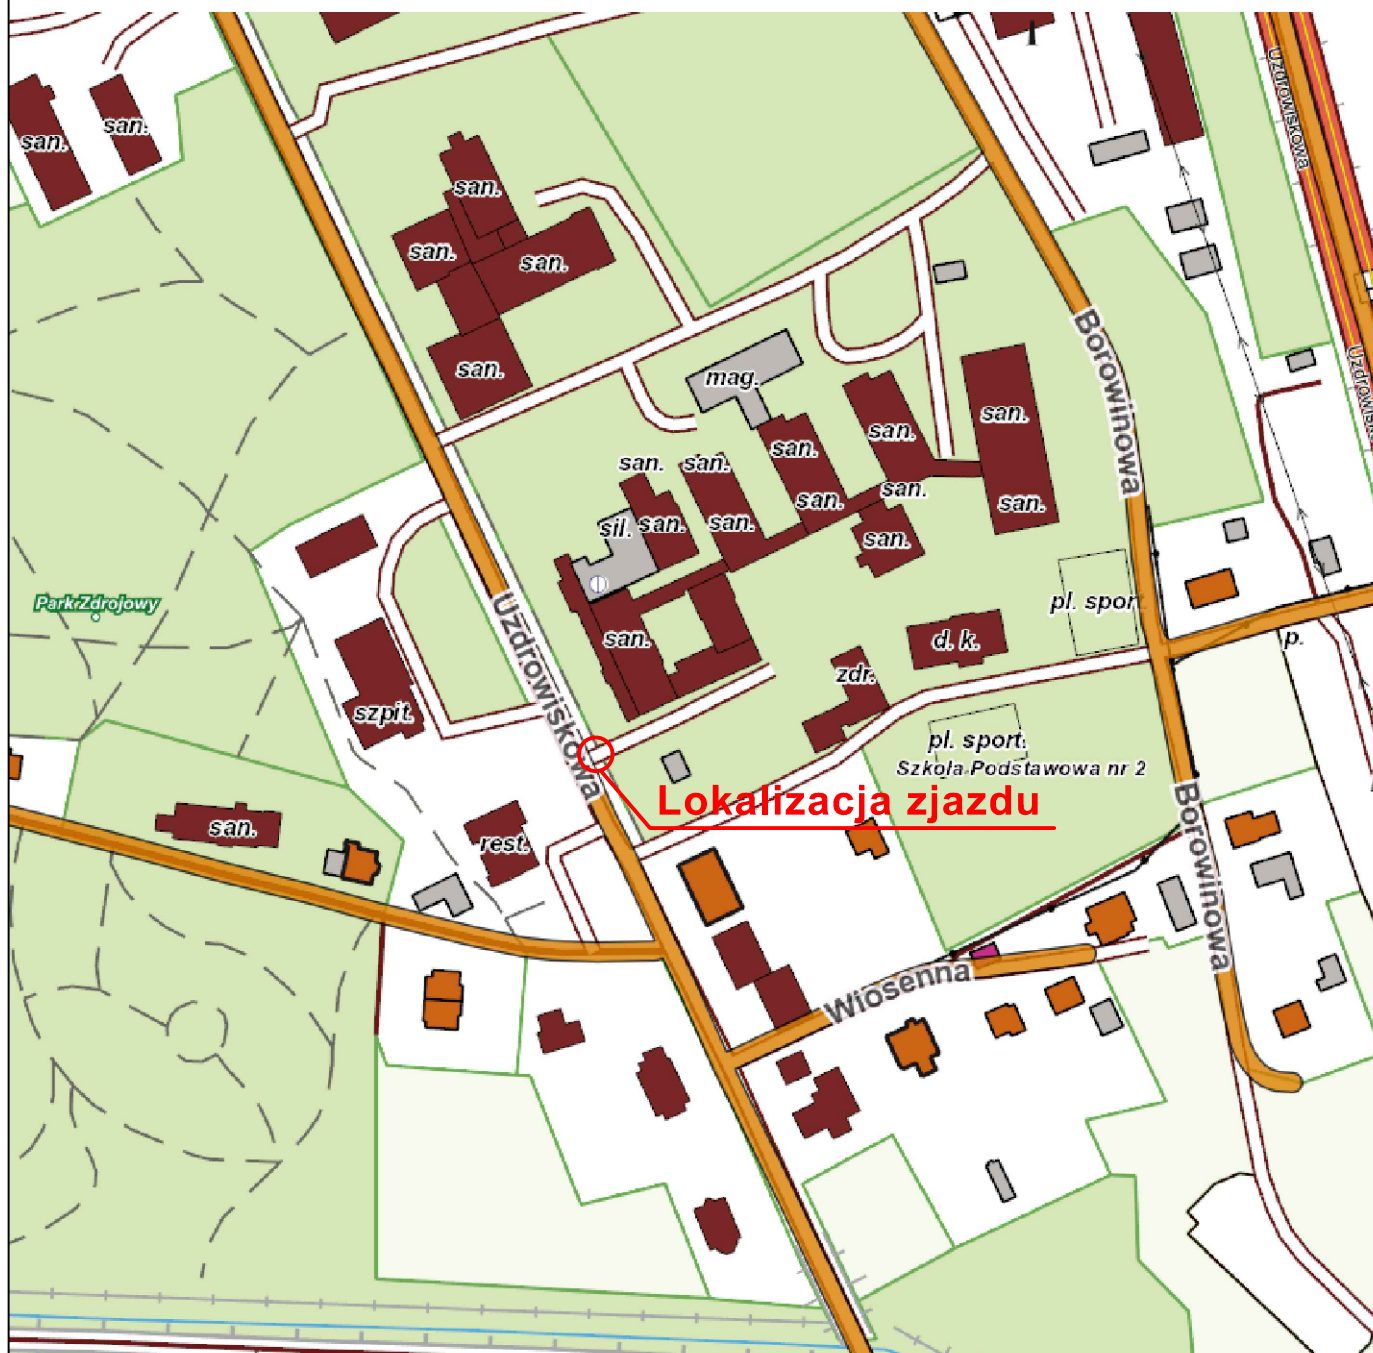 Uzdrowiskowa
san.
san.
san.
san.
san.
Borowinowa
san.
mag.
san.
san.
san.
san.
san.
san.
san.
san.
san.
sil.
san.
san.
san.
Park Zdrojowy
pl. sport.
Uzdrowiskowa
san.
d. k.
p.
zdr.
szpit.
pl. sport.
Szkoła Podstawowa nr 2
Lokalizacja zjazdu
Borowinowa
san.
rest.
Wiosenna